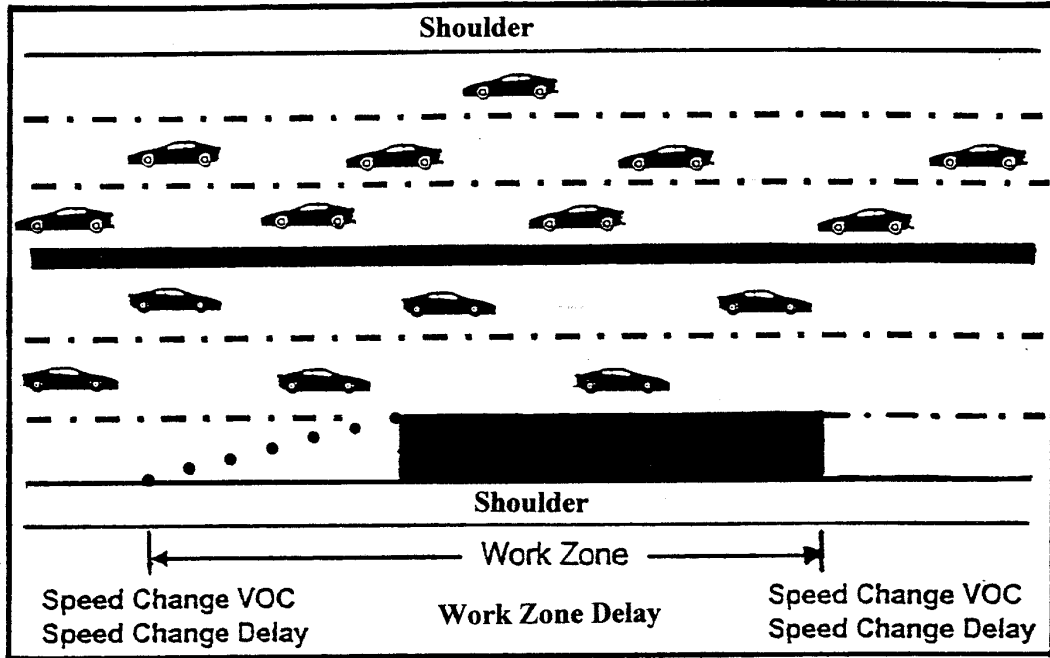 Shoulder
Shoulder
Work Zone
Speed Change VOC
Speed Change Delay
Work Zone Delay
Speed Change VOC
Speed Change Delay